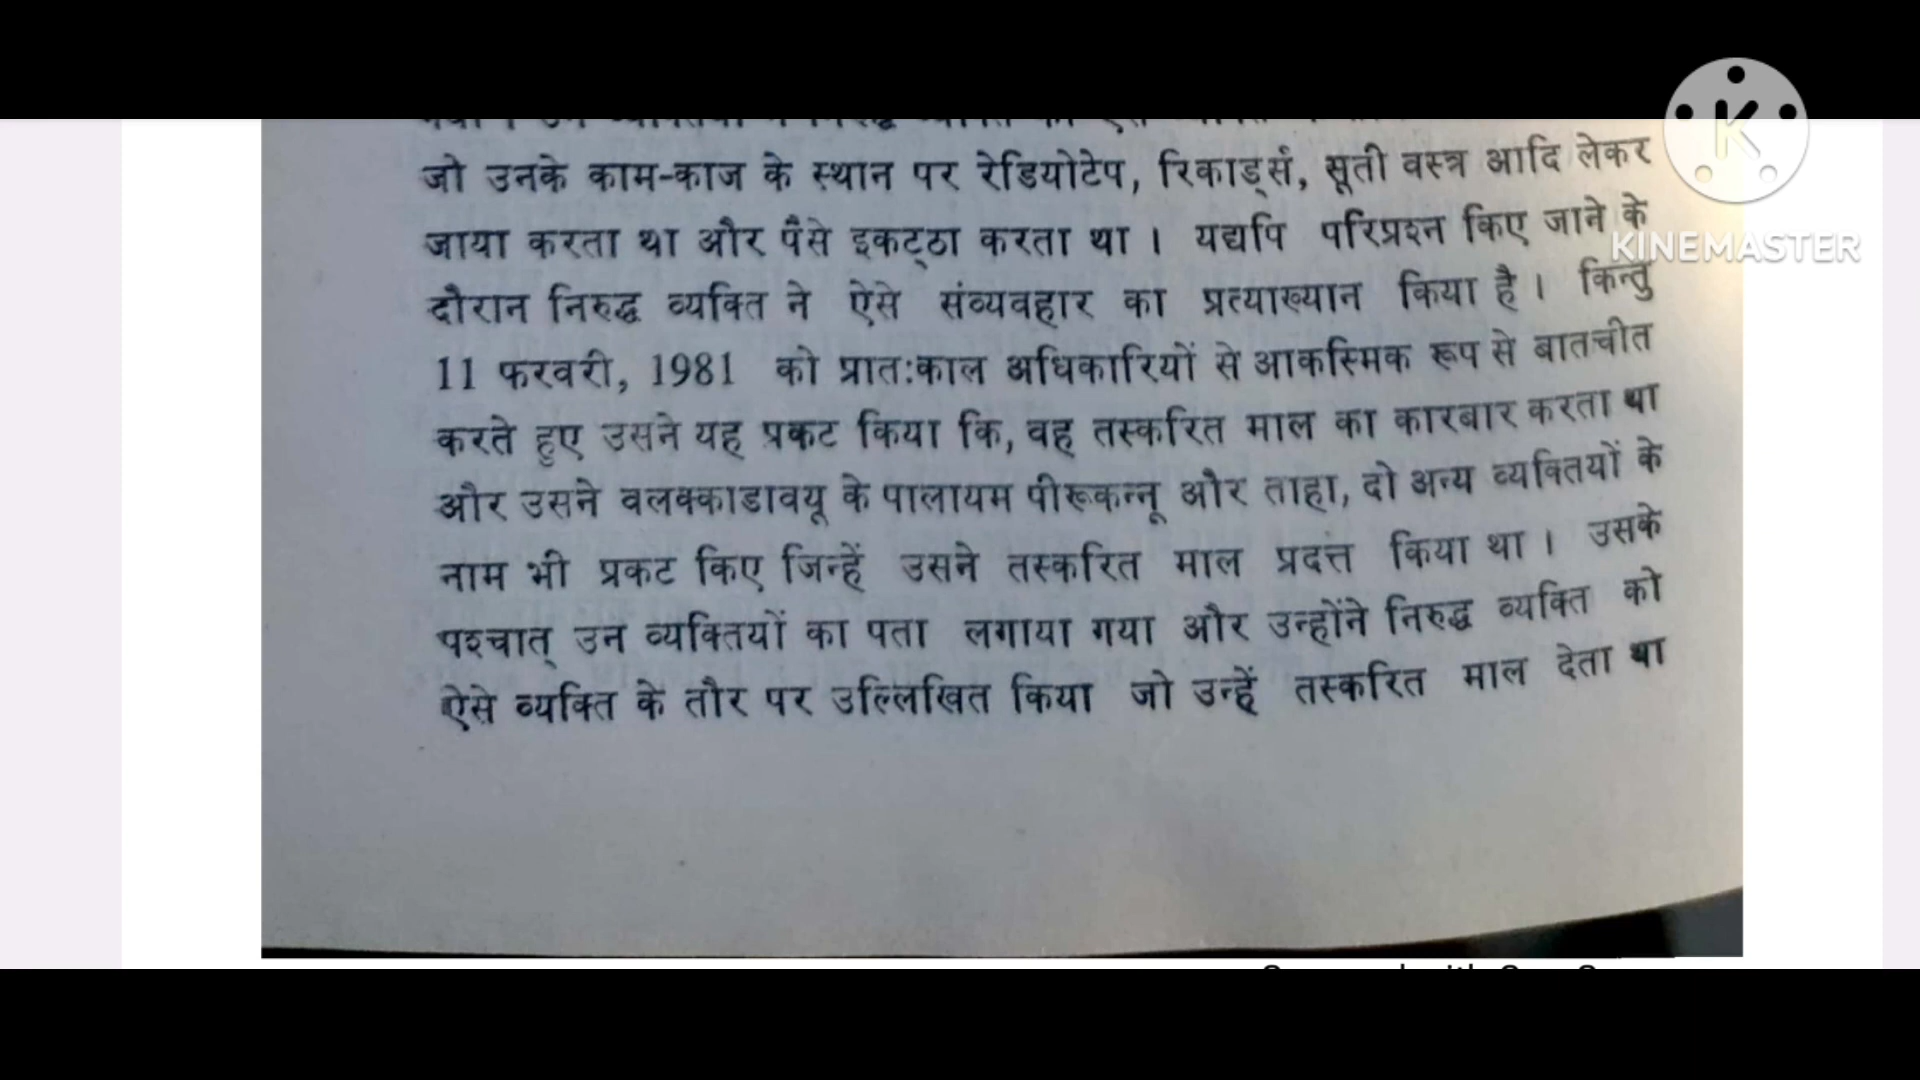 जो उनके काम-काज के स्थान पर रेडियोटेप, रिकार्ड्स, सूती वस्त्र आदि लेकर
जाया करता था और पैसे इकट्ठा करता था । यद्यपि परिप्रश्न किए जाने के
KINEMASTER
दौरान निरुद्ध व्यक्ति ने ऐसे संव्यवहार का प्रत्याख्यान किया है । किन्तु
11 फरवरी, 1981 को प्रात:काल अधिकारियों से आकस्मिक रूप से बातचीत
करते हुए उसने यह प्रकट किया कि, वह तस्करित माल का कारबार करता था
और उसने वलक्काडावयू के पालायम पीरूकन्नू और ताहा, दो अन्य व्यक्तियों के
नाम भी प्रकट किए जिन्हें उसने तस्करित माल प्रदत्त किया था । उसके
पश्चात् उन व्यक्तियों का पता लगाया गया और उन्होंने निरुद्ध व्यक्ति को
ऐसे व्यक्ति के तौर पर उल्लिखित किया जो उन्हें तस्करित माल देता था